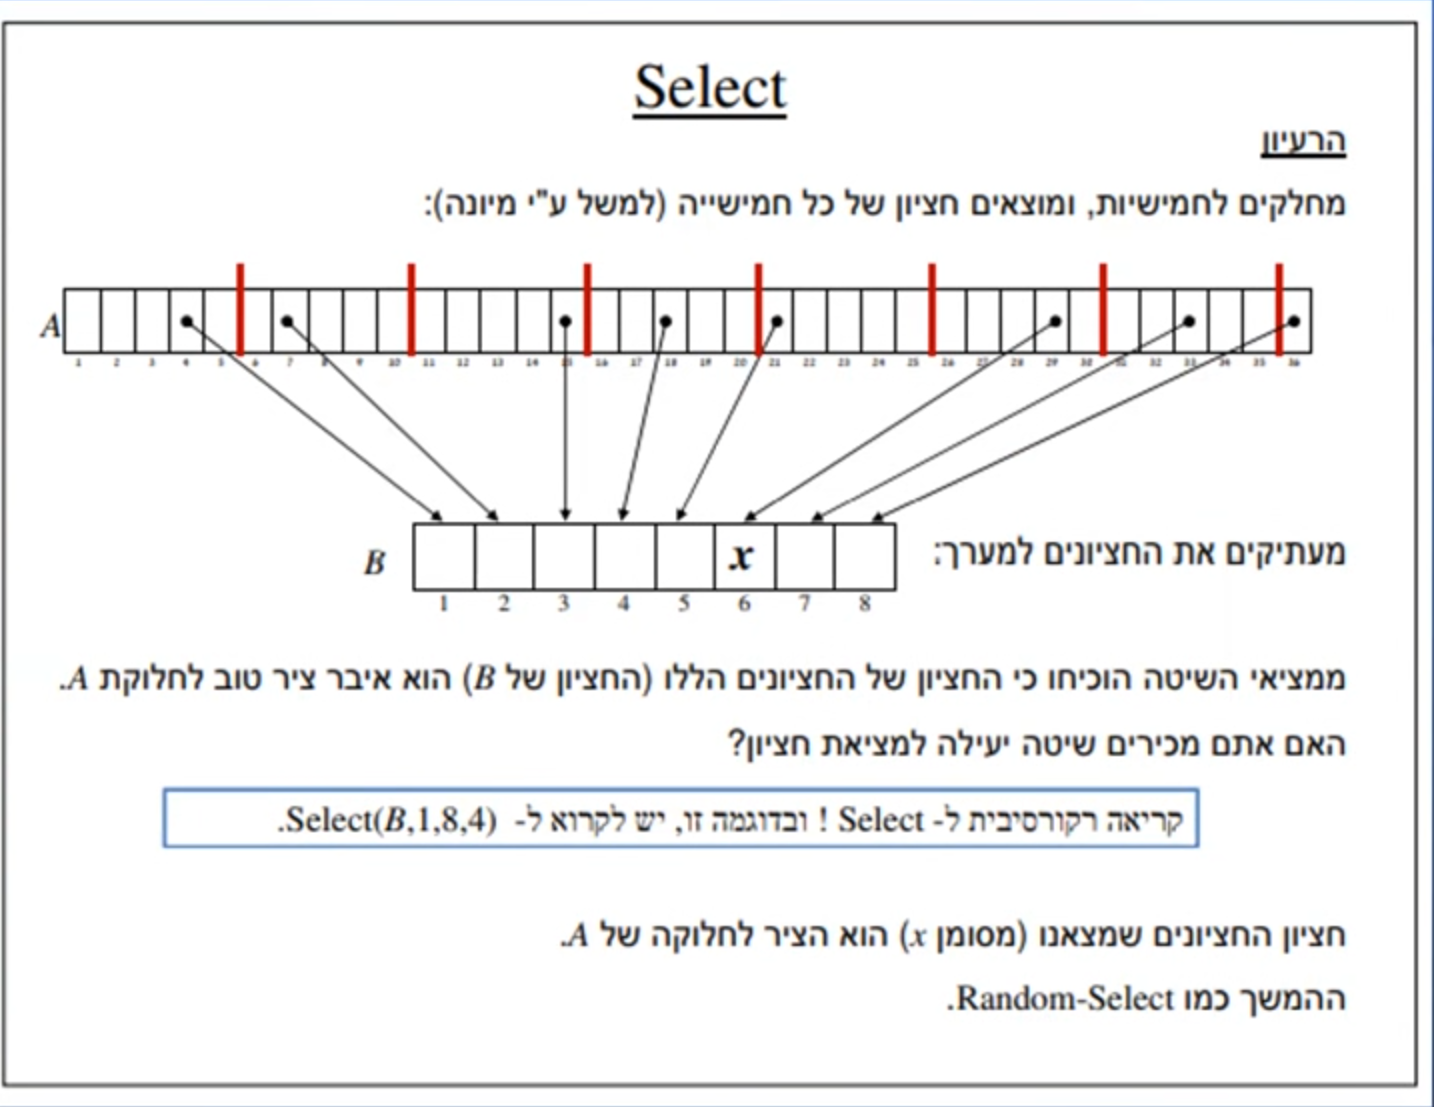 Select
הרעיון
מחלקים לחמישיות, ומוצאים חציון של כל חמישייה (למשל ע"י מיונה):
A
1 2 3 4 5 6 7 8 9 10 11 12 13 14 15 16 17 18 19 20 21 22 23 24 25 26 27 28 29 30 31 32 33 34 35 36
מעתיקים את החציונים למערך:
B x
1 2 3 4 5 6 7 8
ממציאי השיטה הוכיחו כי החציון של החציונים הללו (החציון של B) הוא איבר ציר טוב לחלוקת A.
האם אתם מכירים שיטה יעילה למציאת חציון?
קריאה רקורסיבית ל- Select ! ובדוגמה זו, יש לקרוא ל- Select(B,1,8,4).
חציון החציונים שמצאנו (מסומן x) הוא הציר לחלוקה של A.
ההמשך כמו Random-Select.